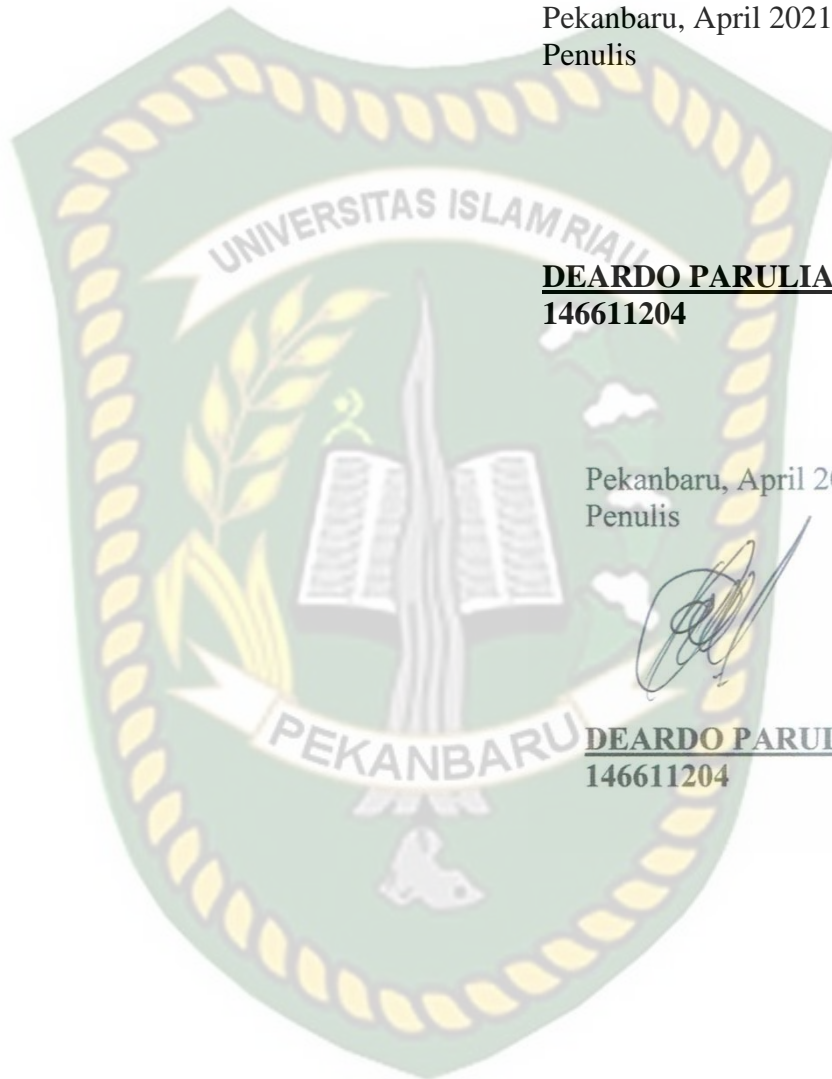 Pekanbaru, April 2021
Penulis
UNIVERSITAS ISLAM RIAU
DEARDO PARULIA
146611204
Pekanbaru, April 20
Penulis
PEKANBARU
DEARDO PARUL
146611204